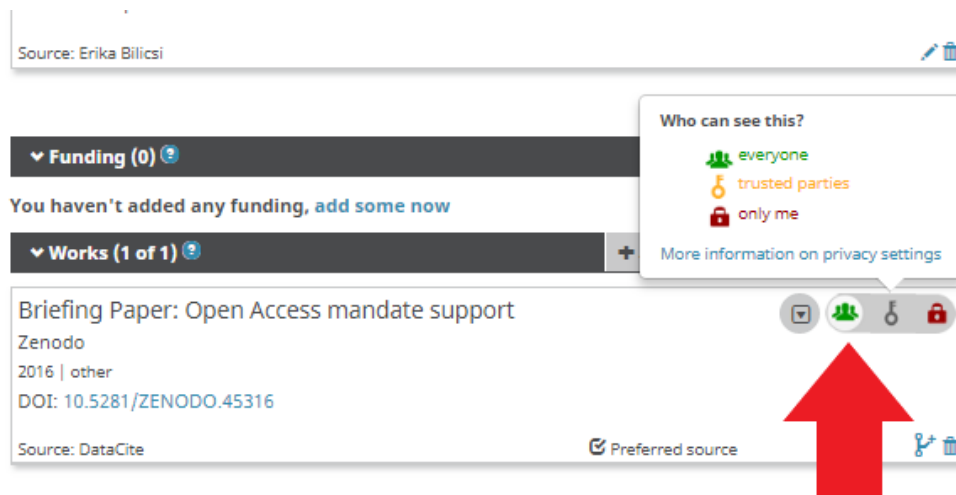 Source: Erika Bilicsi
Who can see this?
everyone
trusted parties
only me
More information on privacy settings
Funding (0)
You haven't added any funding, add some now
Works (1 of 1)
Briefing Paper: Open Access mandate support
Zenodo
2016 | other
DOI: 10.5281/ZENODO.45316
Source: DataCite
Preferred source